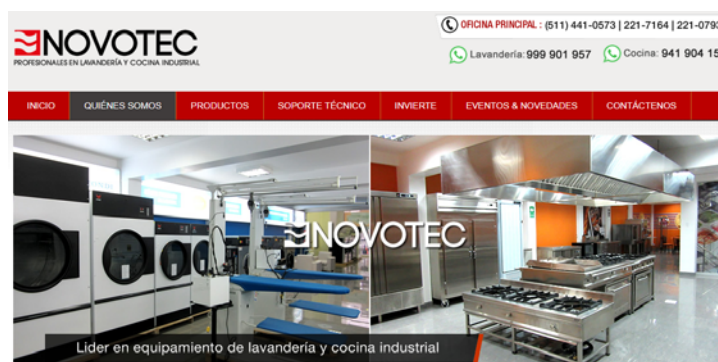 OFICINA PRINCIPAL : (511) 441-0573 | 221-7164 | 221-0793
NOVOTEC
PROFESIONALES EN LAVANDERÍA Y COCINA INDUSTRIAL
Lavandería: 999 901 957 Cocina: 941 904 15
INICIO QUIÉNES SOMOS PRODUCTOS SOPORTE TÉCNICO INVIERTE EVENTOS & NOVEDADES CONTÁCTENOS
NOVOTEC
Lider en equipamiento de lavandería y cocina industrial